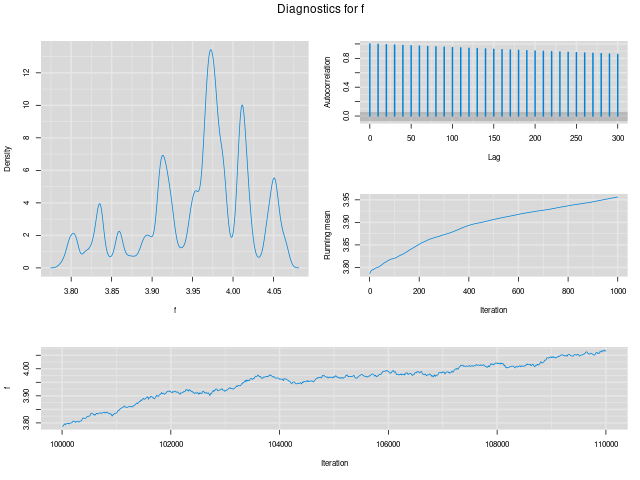 Diagnostics for f
Density
0 2 4 6 8 10 12
3.80 3.85 3.90 3.95 4.00 4.05
f
Autocorrelation
0.0 0.4 0.8
0 50 100 150 200 250 300
Lag
Running mean
3.80 3.85 3.90 3.95
0 200 400 600 800 1000
Iteration
f
3.80 3.90 4.00
100000 102000 104000 106000 108000 110000
Iteration